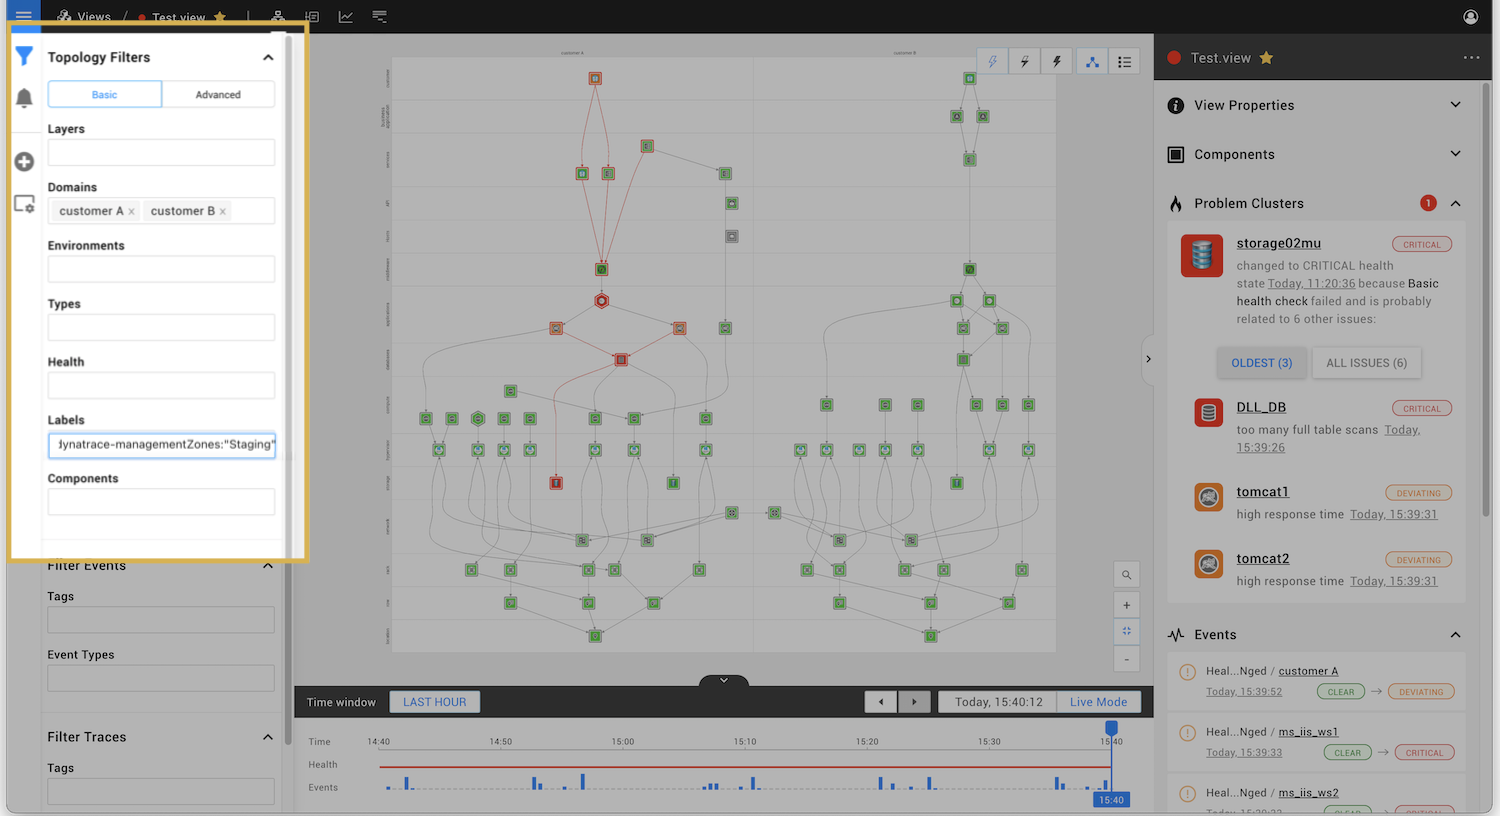 Views / Test view
Topology Filters
Basic Advanced
Layers
Domains
customer A × customer B ×
Environments
Types
Health
Labels
dynatrace-managementZones:"Staging"
Components
Filter Events
Tags
Event Types
Filter Traces
Tags
customer A customer B
Time window LAST HOUR Today, 15:40:12 Live Mode
Time 14:40 14:50 15:00 15:10 15:20 15:30 15:40
Health
Events
15:40
Test.view
View Properties
Components
Problem Clusters 1
storage02mu CRITICAL
changed to CRITICAL health
state Today, 11:20:36 because Basic
health check failed and is probably
related to 6 other issues:
OLDEST (3) ALL ISSUES (6)
DLL_DB CRITICAL
too many full table scans Today,
15:39:26
tomcat1 DEVIATING
high response time Today, 15:39:31
tomcat2 DEVIATING
high response time Today, 15:39:31
Events
Heal...Nged / customer A
Today, 15:39:52 CLEAR → DEVIATING
Heal...Nged / ms_iis_ws1
Today, 15:39:33 CLEAR → CRITICAL
Heal...Nged / ms_iis_ws2